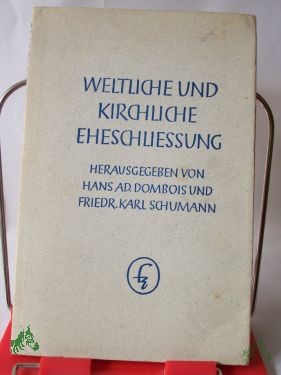 WELTLICHE UND
KIRCHLICHE
EHESCHLIESSUNG
HERAUSGEGEBEN VON
HANS AD. DOMBOIS UND
FRIEDR. KARL SCHUMANN